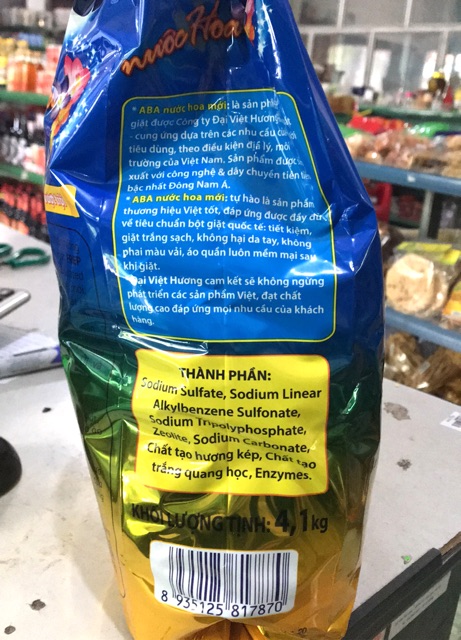 nước Hoa
* ABA nước hoa mới: là sản phẩ
giặt được Công ty Đại Việt Hương
cung ứng dựa trên các nhu cầu
tiêu dùng, theo điều kiện địa lý, môi
trường của Việt Nam. Sản phẩm được
xuất với công nghệ & dây chuyền tiên
bậc nhất Đông Nam Á.
* ABA nước hoa mới: tự hào là sản phẩm
thương hiệu Việt tốt, đáp ứng được đầy đủ
về tiêu chuẩn bột giặt quốc tế: tiết kiệm,
giặt trắng sạch, không hại da tay, không
phai màu vải, áo quần luôn mềm mại sau
khi giặt.
Đại Việt Hương cam kết sẽ không ngừng
phát triển các sản phẩm Việt, đạt chất
lượng cao đáp ứng mọi nhu cầu của khách
hàng.
THÀNH PHẦN:
Sodium Sulfate, Sodium Linear
Alkylbenzene Sulfonate,
Sodium Tripolyphosphate,
Zeolite, Sodium Carbonate,
Chất tạo hương kép, Chất tạo
trắng quang học, Enzymes.
KHỐI LƯỢNG TỊNH: 4,1kg
8 935125 817870